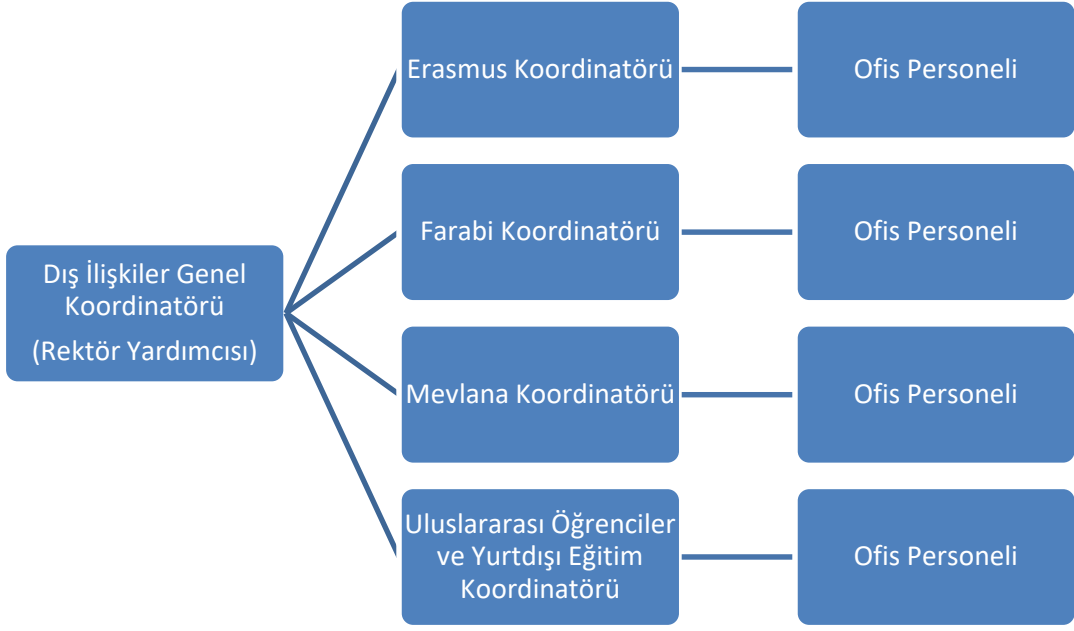 Erasmus Koordinatörü
Ofis Personeli
Farabi Koordinatörü
Ofis Personeli
Dış İlişkiler Genel
Koordinatörü
(Rektör Yardımcısı)
Mevlana Koordinatörü
Ofis Personeli
Uluslararası Öğrenciler
ve Yurtdışı Eğitim
Koordinatörü
Ofis Personeli